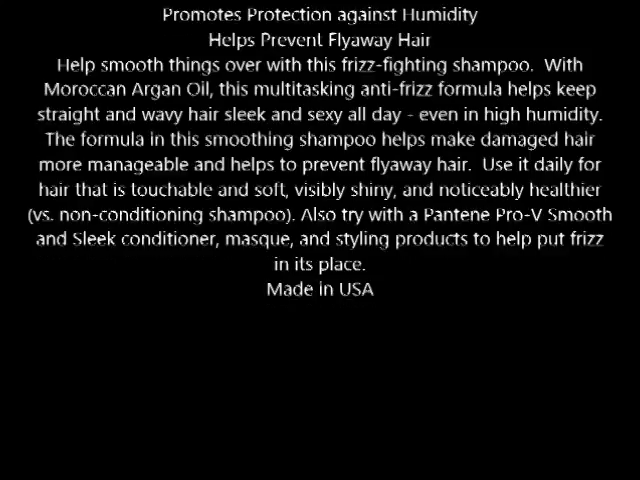 Promotes Protection against Humidity
Helps Prevent Flyaway Hair
Help smooth things over with this frizz-fighting shampoo.  With
Moroccan Argan Oil, this multitasking anti-frizz formula helps keep
straight and wavy hair sleek and sexy all day - even in high humidity.
The formula in this smoothing shampoo helps make damaged hair
more manageable and helps to prevent flyaway hair.  Use it daily for
hair that is touchable and soft, visibly shiny, and noticeably healthier
(vs. non-conditioning shampoo). Also try with a Pantene Pro-V Smooth
and Sleek conditioner, masque, and styling products to help put frizz
in its place.
Made in USA